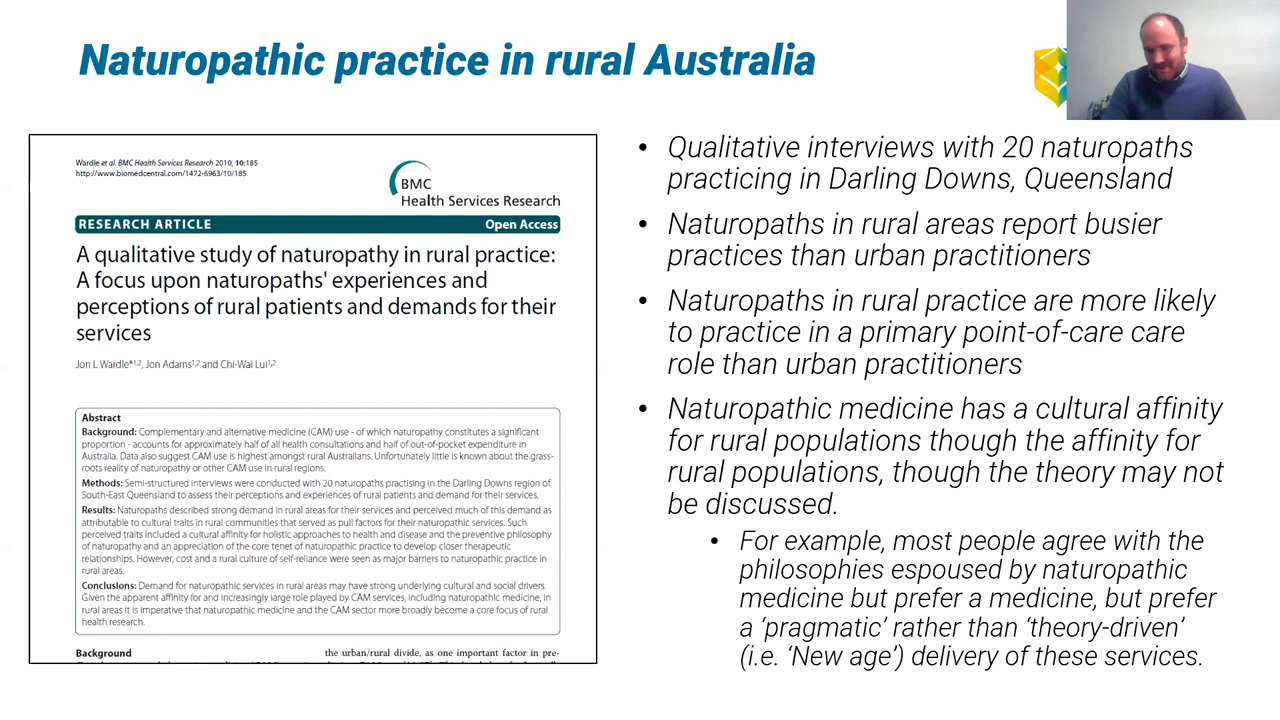 Naturopathic practice in rural Australia
Wardle et al. BMC Health Services Research 2010, 10:185
http://www.biomedcentral.com/1472-6963/10/185
BMC
Health Services Research
RESEARCH ARTICLE Open Access
A qualitative study of naturopathy in rural practice:
A focus upon naturopaths' experiences and
perceptions of rural patients and demands for their
services
Jon L Wardle*1,2, Jon Adams1,2 and Chi-Wai Lui1,2
Abstract
Background: Complementary and alternative medicine (CAM) use - of which naturopathy constitutes a significant
proportion - accounts for approximately half of all health consultations and half of out-of-pocket expenditure in
Australia. Data also suggest CAM use is highest amongst rural Australians. Unfortunately little is known about the grass-
roots reality of naturopathy or other CAM use in rural regions.
Methods: Semi-structured interviews were conducted with 20 naturopaths practising in the Darling Downs region of
South-East Queensland to assess their perceptions and experiences of rural patients and demand for their services.
Results: Naturopaths described strong demand in rural areas for their services and perceived much of this demand as
attributable to cultural traits in rural communities that served as pull factors for their naturopathic services. Such
perceived traits included a cultural affinity for holistic approaches to health and disease and the preventive philosophy
of naturopathy and an appreciation of the core tenet of naturopathic practice to develop closer therapeutic
relationships. However, cost and a rural culture of self-reliance were seen as major barriers to naturopathic practice in
rural areas.
Conclusions: Demand for naturopathic services in rural areas may have strong underlying cultural and social drivers.
Given the apparent affinity for and increasingly large role played by CAM services, including naturopathic medicine, in
rural areas it is imperative that naturopathic medicine and the CAM sector more broadly become a core focus of rural
health research.
Background
the urban/rural divide, as one important factor in pre-
• Qualitative interviews with 20 naturopaths
practicing in Darling Downs, Queensland
• Naturopaths in rural areas report busier
practices than urban practitioners
• Naturopaths in rural practice are more likely
to practice in a primary point-of-care care
role than urban practitioners
• Naturopathic medicine has a cultural affinity
for rural populations though the affinity for
rural populations, though the theory may not
be discussed.
• For example, most people agree with the
philosophies espoused by naturopathic
medicine but prefer a medicine, but prefer
a ‘pragmatic’ rather than ‘theory-driven’
(i.e. ‘New age’) delivery of these services.